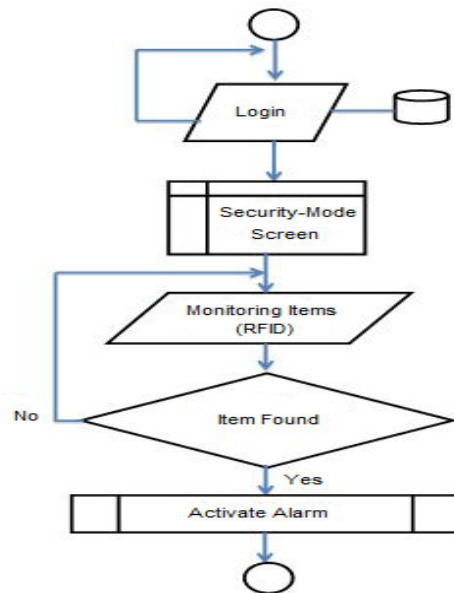 Login
Security-Mode
Screen
Monitoring Items
(RFID)
Item Found
No
Yes
Activate Alarm